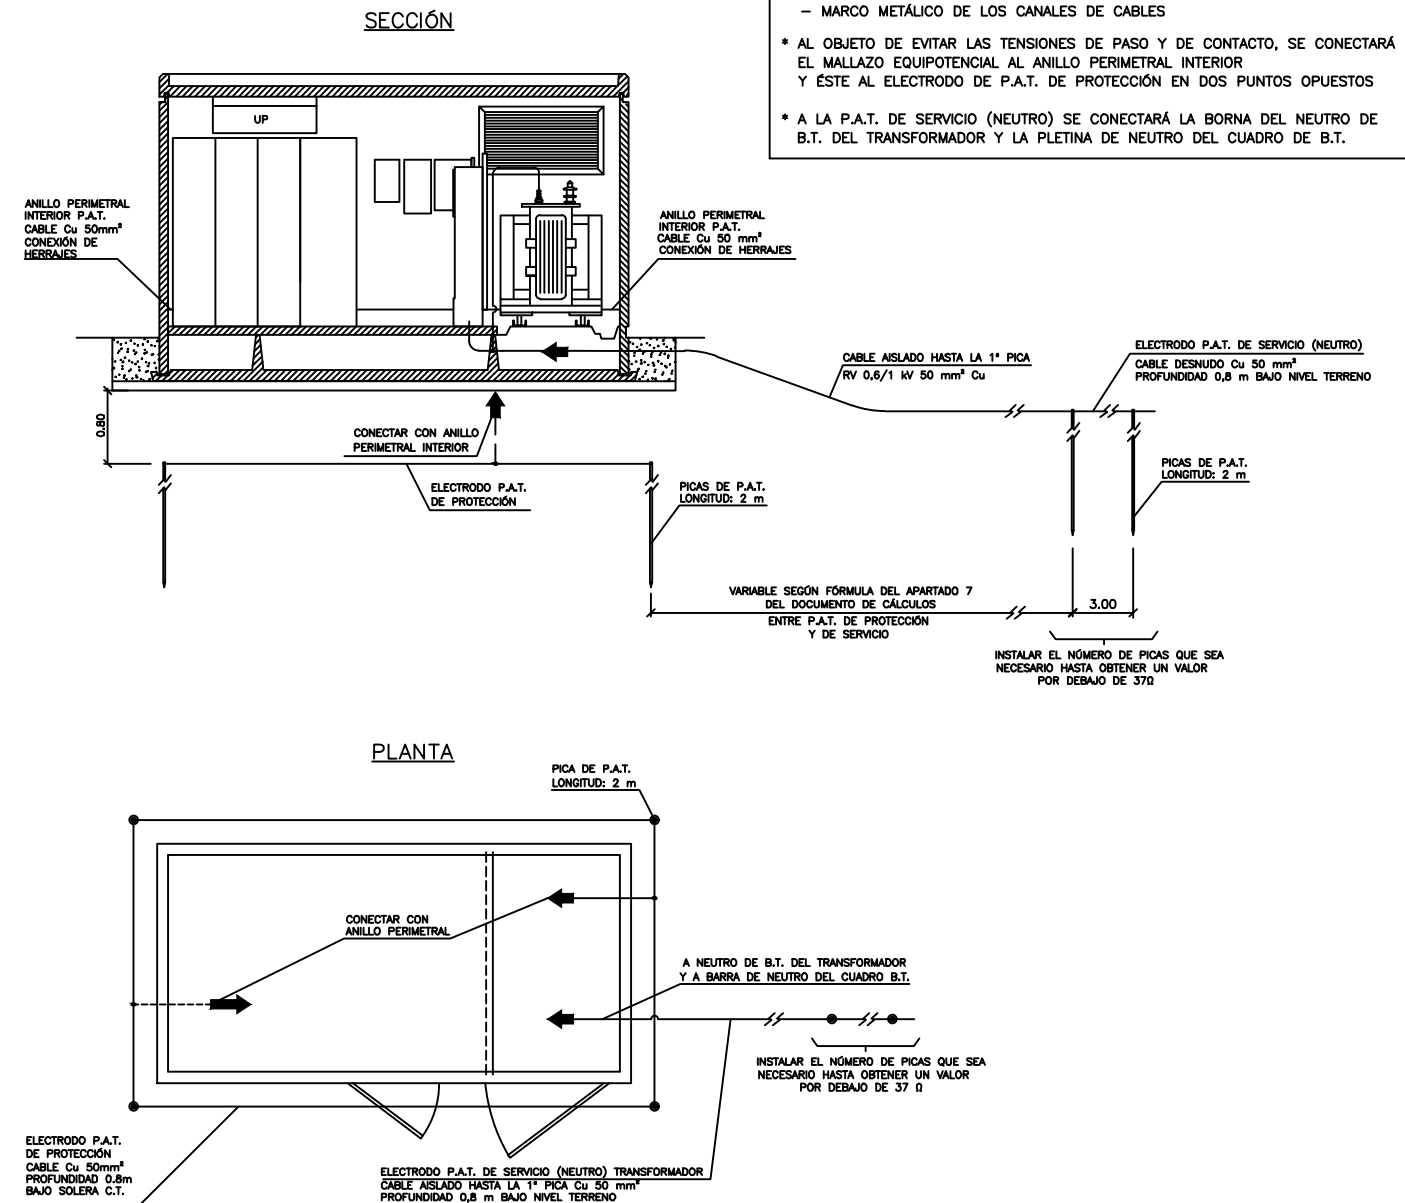 SECCIÓN
– MARCO METÁLICO DE LOS CANALES DE CABLES
* AL OBJETO DE EVITAR LAS TENSIONES DE PASO Y DE CONTACTO, SE CONECTARÁ
EL MALLAZO EQUIPOTENCIAL AL ANILLO PERIMETRAL INTERIOR
Y ÉSTE AL ELECTRODO DE P.A.T. DE PROTECCIÓN EN DOS PUNTOS OPUESTOS
* A LA P.A.T. DE SERVICIO (NEUTRO) SE CONECTARÁ LA BORNA DEL NEUTRO DE
B.T. DEL TRANSFORMADOR Y LA PLETINA DE NEUTRO DEL CUADRO DE B.T.
UP
ANILLO PERIMETRAL
INTERIOR P.A.T.
CABLE Cu 50mm²
CONEXIÓN DE
HERRAJES
ANILLO PERIMETRAL
INTERIOR P.A.T.
CABLE Cu 50 mm²
CONEXIÓN DE HERRAJES
CABLE AISLADO HASTA LA 1ª PICA
RV 0,6/1 kV 50 mm² Cu
ELECTRODO P.A.T. DE SERVICIO (NEUTRO)
CABLE DESNUDO Cu 50 mm²
PROFUNDIDAD 0,8 m BAJO NIVEL TERRENO
0.80
CONECTAR CON ANILLO
PERIMETRAL INTERIOR
ELECTRODO P.A.T.
DE PROTECCIÓN
PICAS DE P.A.T.
LONGITUD: 2 m
PICAS DE P.A.T.
LONGITUD: 2 m
VARIABLE SEGÚN FÓRMULA DEL APARTADO 7
DEL DOCUMENTO DE CÁLCULOS
ENTRE P.A.T. DE PROTECCIÓN
Y DE SERVICIO
3.00
INSTALAR EL NÚMERO DE PICAS QUE SEA
NECESARIO HASTA OBTENER UN VALOR
POR DEBAJO DE 37Ω
PLANTA
PICA DE P.A.T.
LONGITUD: 2 m
CONECTAR CON
ANILLO PERIMETRAL
A NEUTRO DE B.T. DEL TRANSFORMADOR
Y A BARRA DE NEUTRO DEL CUADRO B.T.
INSTALAR EL NÚMERO DE PICAS QUE SEA
NECESARIO HASTA OBTENER UN VALOR
POR DEBAJO DE 37 Ω
ELECTRODO P.A.T.
DE PROTECCIÓN
CABLE Cu 50mm²
PROFUNDIDAD 0.8m
BAJO SOLERA C.T.
ELECTRODO P.A.T. DE SERVICIO (NEUTRO) TRANSFORMADOR
CABLE AISLADO HASTA LA 1ª PICA Cu 50 mm²
PROFUNDIDAD 0,8 m BAJO NIVEL TERRENO